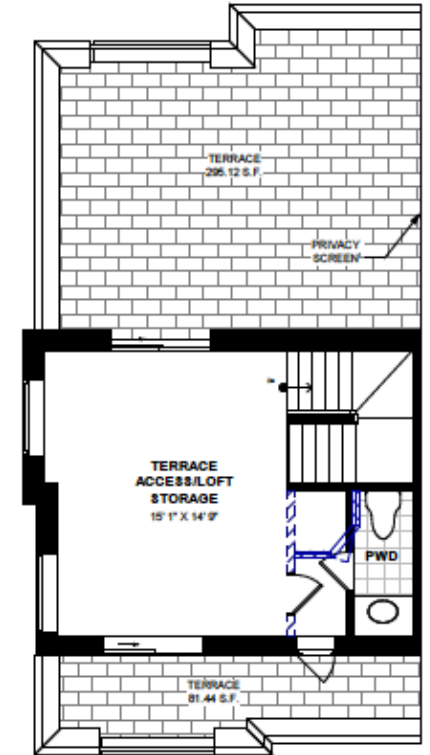 TERRACE
295.12 S.F.
PRIVACY
SCREEN
TERRACE
ACCESS/LOFT
STORAGE
15' 1" X 14' 9"
PWD
TERRACE
81.44 S.F.